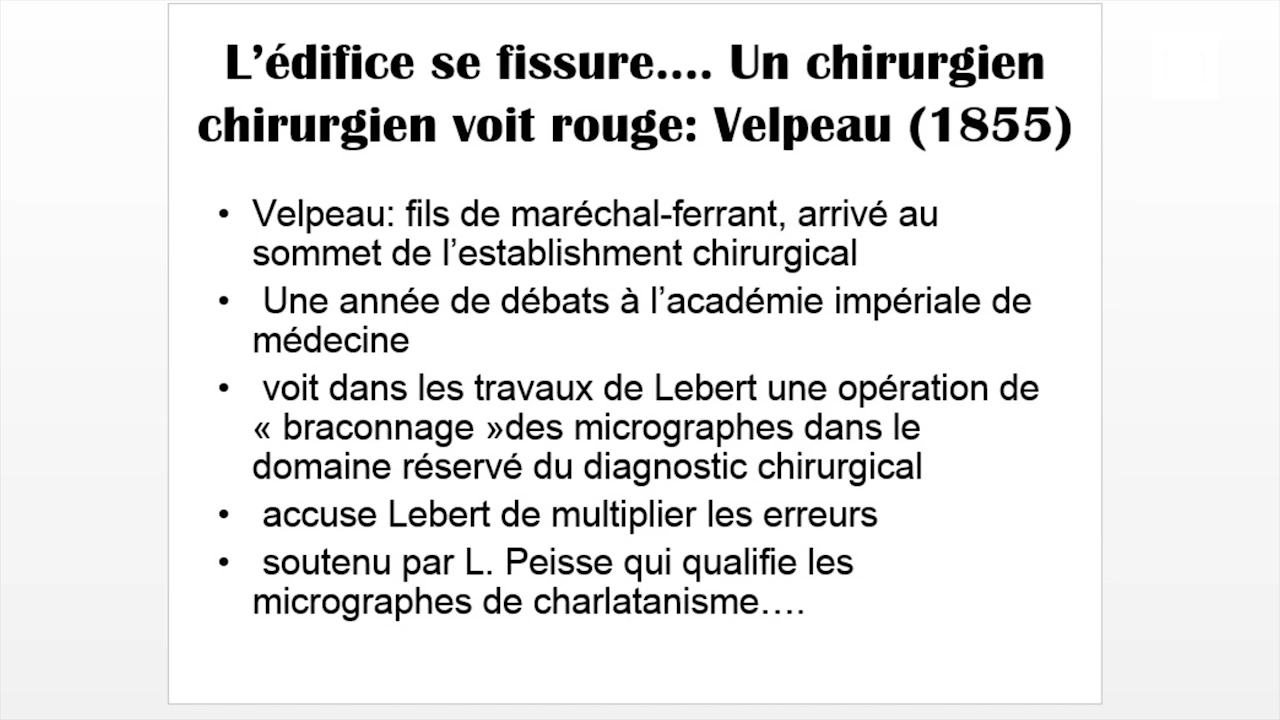 L’édifice se fissure.... Un chirurgien
chirurgien voit rouge: Velpeau (1855)
• Velpeau: fils de maréchal-ferrant, arrivé au
sommet de l’establishment chirurgical
• Une année de débats à l’académie impériale de
médecine
• voit dans les travaux de Lebert une opération de
« braconnage »des micrographes dans le
domaine réservé du diagnostic chirurgical
• accuse Lebert de multiplier les erreurs
• soutenu par L. Peisse qui qualifie les
micrographes de charlatanisme….